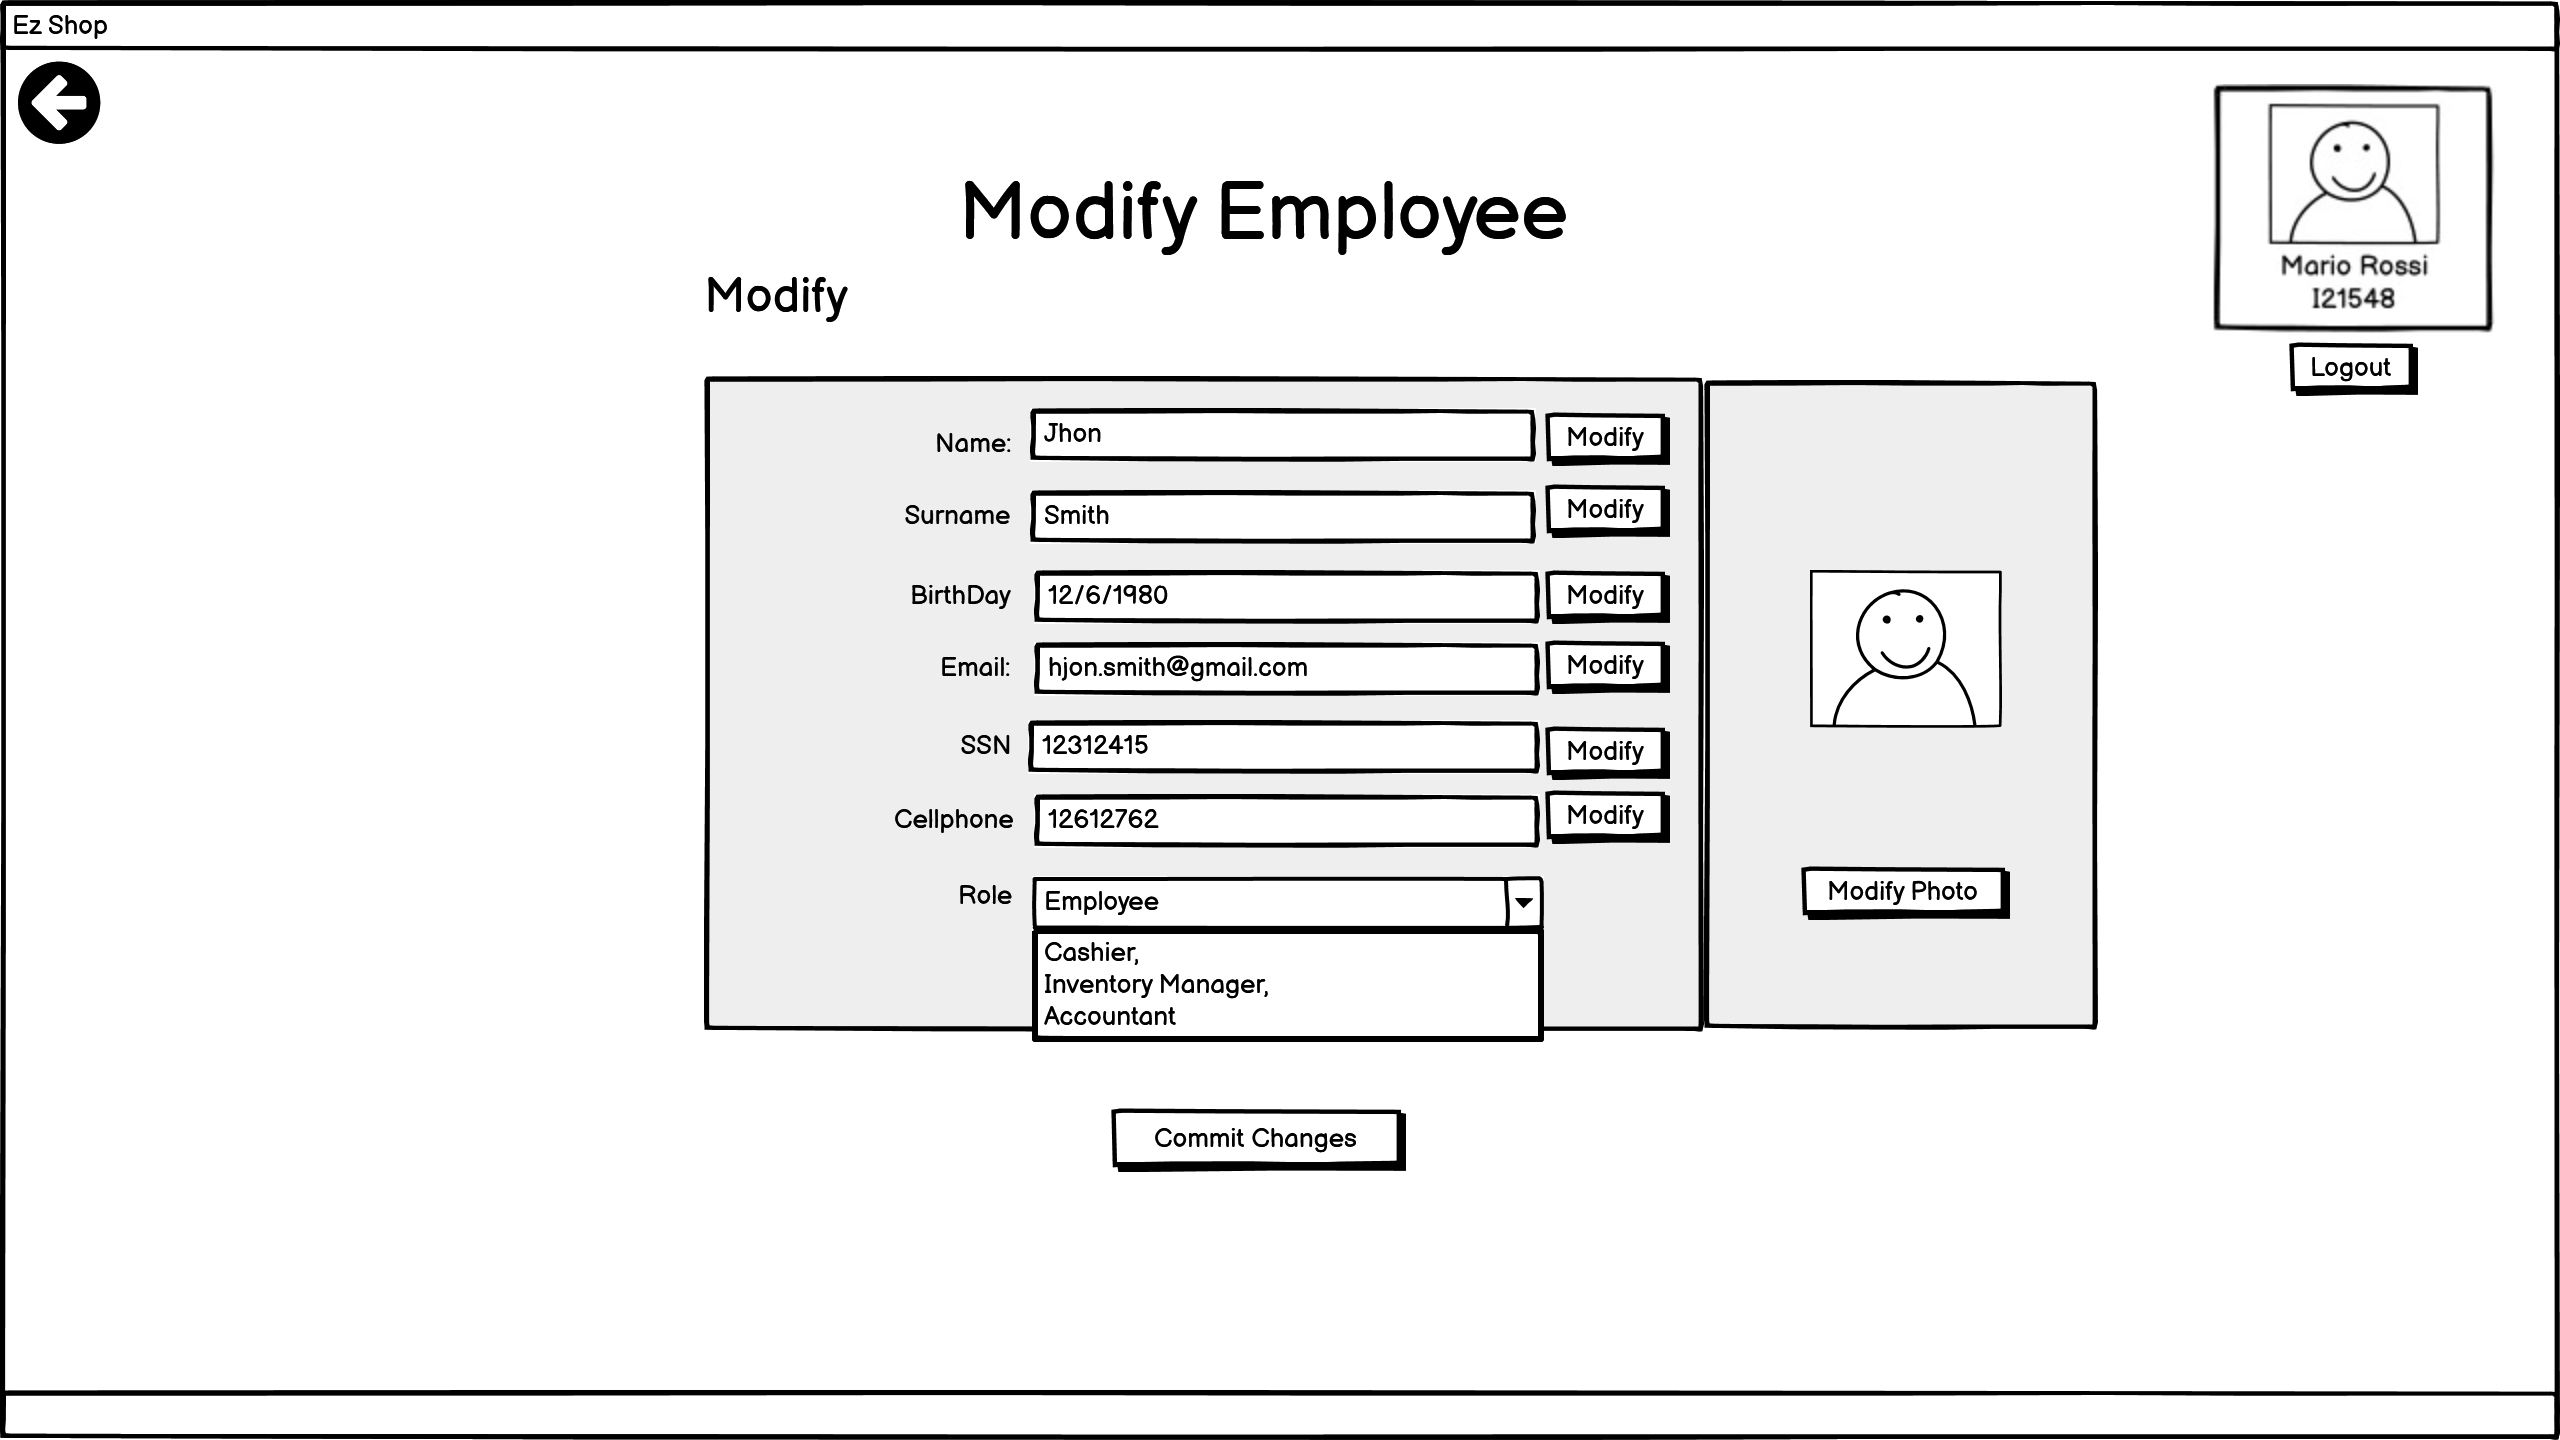 Ez Shop
Modify Employee
Modify
Mario Rossi
I21548
Logout
Name: Jhon Modify
Surname Smith Modify
BirthDay 12/6/1980 Modify
Email: hjon.smith@gmail.com Modify
SSN 12312415 Modify
Cellphone 12612762 Modify
Role Employee
Cashier,
Inventory Manager,
Accountant
Modify Photo
Commit Changes